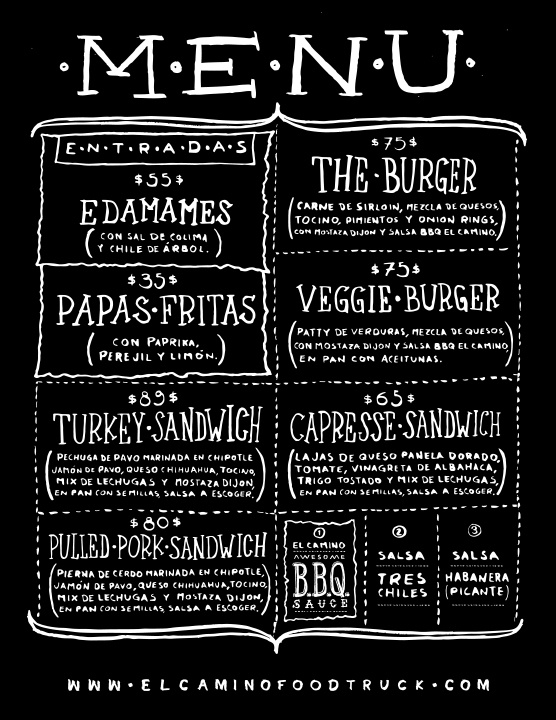 ·M·E·N·U·
E·N·T·R·A·D·A·S
$55$
EDAMAMES
(CON SAL DE COLIMA
Y CHILE DE ÁRBOL.)
$35$
PAPAS·FRITAS
(CON PAPRIKA,
PEREJIL Y LIMÓN.)
$89$
TURKEY·SANDWICH
(PECHUGA DE PAVO MARINADA EN CHIPOTLE
JAMÓN DE PAVO, QUESO CHIHUAHUA, TOCINO,
MIX DE LECHUGAS Y MOSTAZA DIJON,
EN PAN CON SEMILLAS, SALSA A ESCOGER.)
$80$
PULLED·PORK·SANDWICH
(PIERNA DE CERDO MARINADA EN CHIPOTLE,
JAMÓN DE PAVO, QUESO CHIHUAHUA, TOCINO,
MIX DE LECHUGAS Y MOSTAZA DIJON,
EN PAN CON SEMILLAS, SALSA A ESCOGER.)
$75$
THE·BURGER
(CARNE DE SIRLOIN, MEZCLA DE QUESOS,
TOCINO, PIMIENTOS Y ONION RINGS,
CON MOSTAZA DIJON Y SALSA BBQ EL CAMINO.)
$75$
VEGGIE·BURGER
(PATTY DE VERDURAS, MEZCLA DE QUESOS,
CON MOSTAZA DIJON Y SALSA BBQ EL CAMINO
EN PAN CON ACEITUNAS.)
$65$
CAPRESSE·SANDWICH
(LAJAS DE QUESO PANELA DORADO,
TOMATE, VINAGRETA DE ALBAHACA,
TRIGO TOSTADO Y MIX DE LECHUGAS,
EN PAN CON SEMILLAS, SALSA A ESCOGER.)
1
EL CAMINO
AWESOME
B.B.Q.
SAUCE
2
SALSA
TRES
CHILES
3
SALSA
HABANERA
(PICANTE)
WWW·ELCAMINOFOODTRUCK·COM